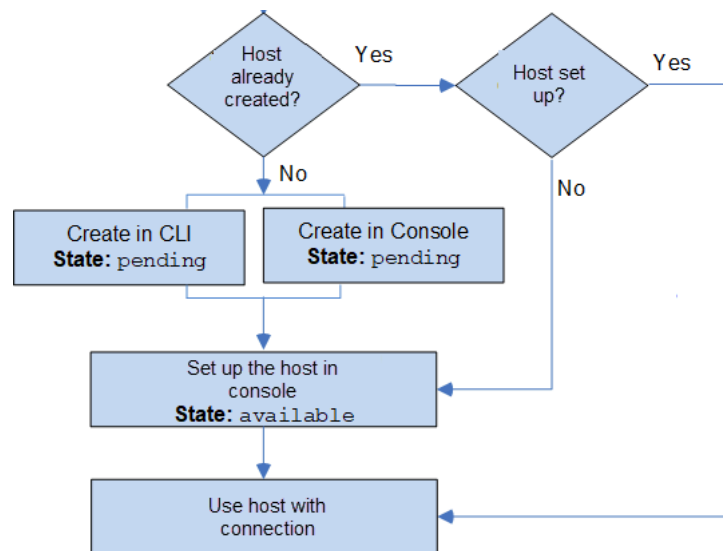 Host
already
created?
Yes
Host set
up?
Yes
No
No
Create in CLI
State: pending
Create in Console
State: pending
Set up the host in
console
State: available
Use host with
connection